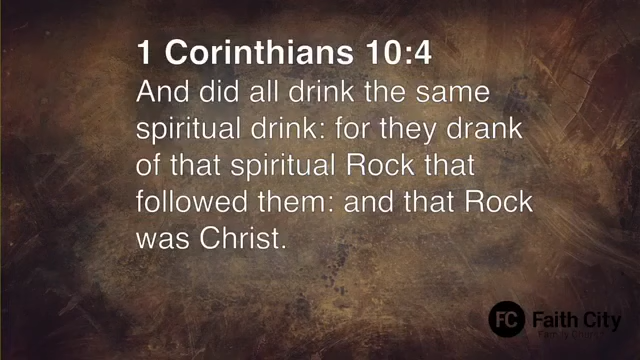 1 Corinthians 10:4
And did all drink the same
spiritual drink: for they drank
of that spiritual Rock that
followed them: and that Rock
was Christ.
FC Faith City